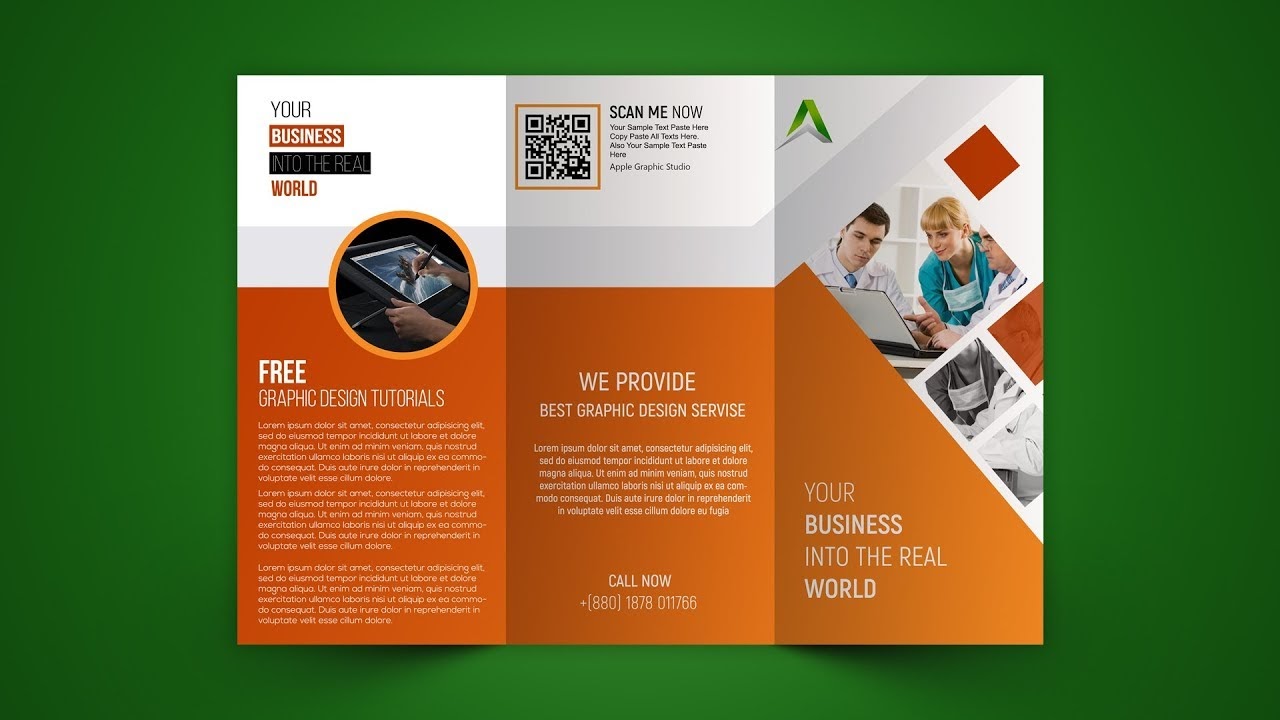 YOUR
BUSINESS
INTO THE REAL
WORLD
FREE
GRAPHIC DESIGN TUTORIALS
Lorem ipsum dolor sit amet, consectetur adipisicing elit,
sed do eiusmod tempor incididunt ut labore et dolore
magna aliqua. Ut enim ad minim veniam, quis nostrud
exercitation ullamco laboris nisi ut aliquip ex ea commo-
do consequat. Duis aute irure dolor in reprehenderit in
voluptate velit esse cillum dolore.
Lorem ipsum dolor sit amet, consectetur adipisicing elit,
sed do eiusmod tempor incididunt ut labore et dolore
magna aliqua. Ut enim ad minim veniam, quis nostrud
exercitation ullamco laboris nisi ut aliquip ex ea commo-
do consequat. Duis aute irure dolor in reprehenderit in
voluptate velit esse cillum dolore.
Lorem ipsum dolor sit amet, consectetur adipisicing elit,
sed do eiusmod tempor incididunt ut labore et dolore
magna aliqua. Ut enim ad minim veniam, quis nostrud
exercitation ullamco laboris nisi ut aliquip ex ea commo-
do consequat. Duis aute irure dolor in reprehenderit in
voluptate velit esse cillum dolore.
SCAN ME NOW
Your Sample Text Paste Here
Copy Paste All Texts Here.
Also Your Sample Text Paste
Here
Apple Graphic Studio
WE PROVIDE
BEST GRAPHIC DESIGN SERVISE
Lorem ipsum dolor sit amet, consectetur adipisicing elit,
sed do eiusmod tempor incididunt ut labore et dolore
magna aliqua. Ut enim ad minim veniam, quis nostrud
exercitation ullamco laboris nisi ut aliquip ex ea com-
modo consequat. Duis aute irure dolor in reprehenderit
in voluptate velit esse cillum dolore eu fugia
CALL NOW
+(880) 1878 011766
YOUR
BUSINESS
INTO THE REAL
WORLD